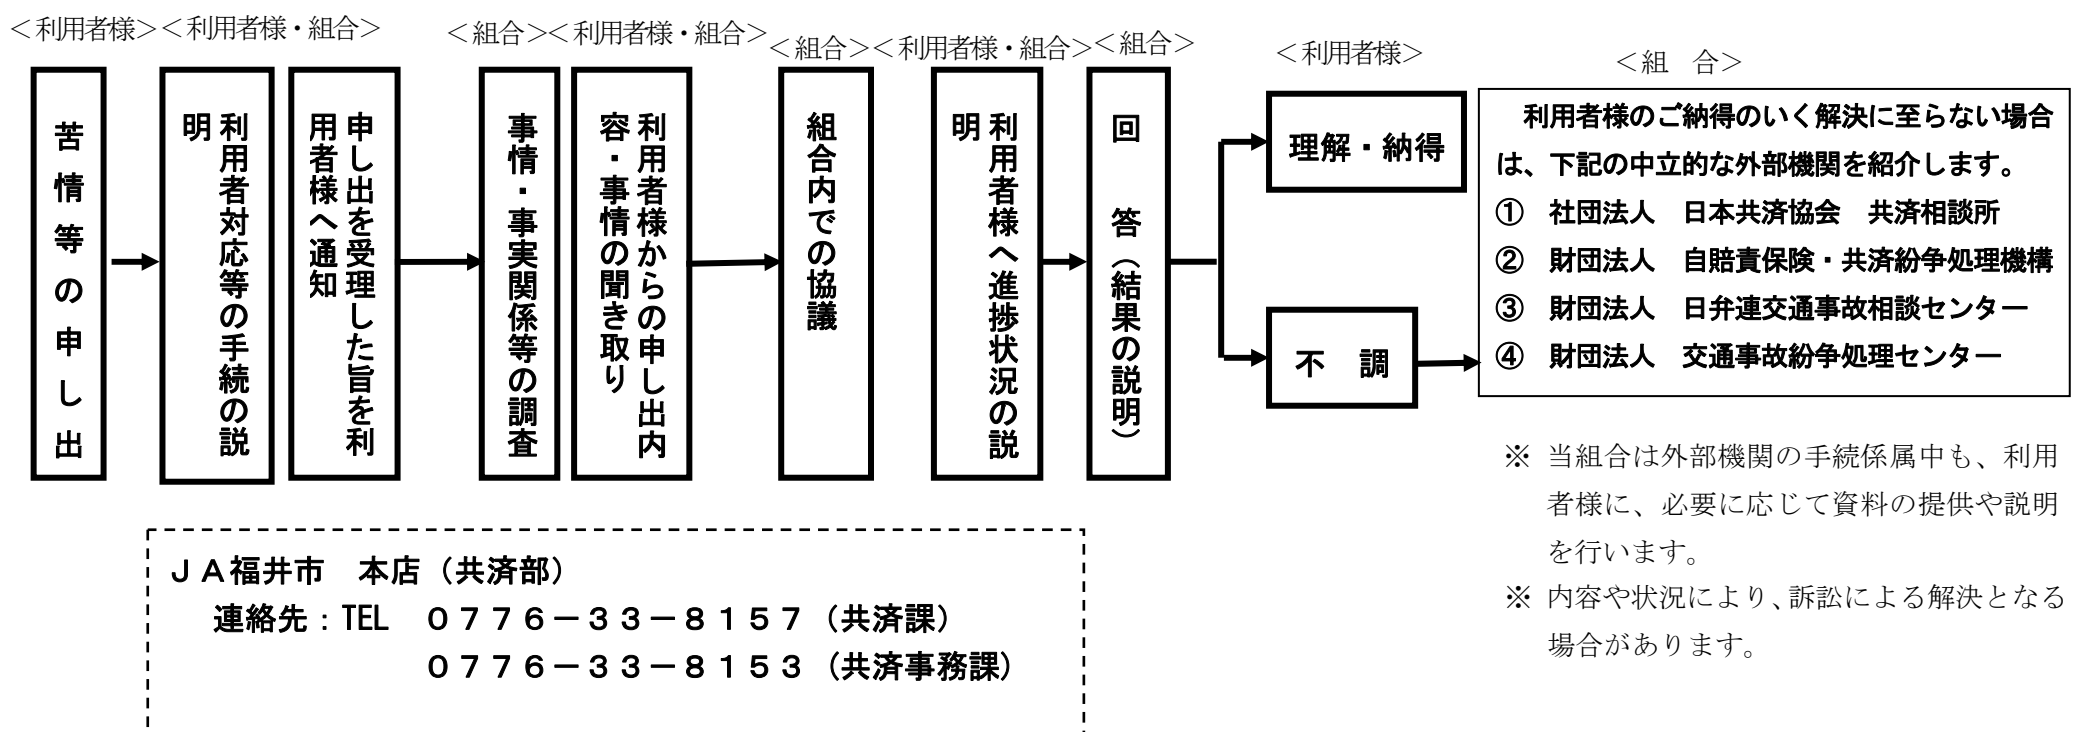 ＜利用者様＞＜利用者様・組合＞
＜組合＞＜利用者様・組合＞
＜組合＞＜利用者様・組合＞
＜組合＞
＜利用者様＞
＜組　合＞
苦情等の申し出
利用者対応等の手続の説
明
申し出を受理した旨を利
用者様へ通知
事情・事実関係等の調査
利用者様からの申し出内
容・事情の聞き取り
組合内での協議
利用者様へ進捗状況の説
明
回　答（結果の説明）
理解・納得
不　調
利用者様のご納得のいく解決に至らない場合
は、下記の中立的な外部機関を紹介します。
①　社団法人　日本共済協会　共済相談所
②　財団法人　自賠責保険・共済紛争処理機構
③　財団法人　日弁連交通事故相談センター
④　財団法人　交通事故紛争処理センター
※ 当組合は外部機関の手続係属中も、利用
者様に、必要に応じて資料の提供や説明
を行います。
※ 内容や状況により、訴訟による解決となる
場合があります。
ＪＡ福井市　本店（共済部）
連絡先：TEL　０７７６－３３－８１５７（共済課）
０７７６－３３－８１５３（共済事務課）